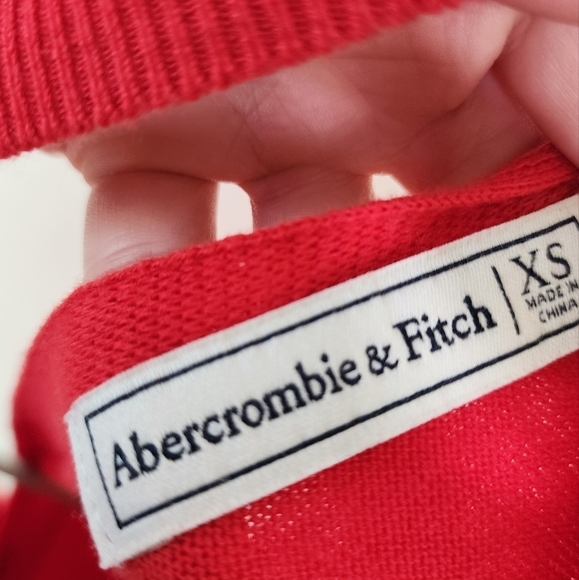 Abercrombie & Fitch
XS
MADE IN
CHINA